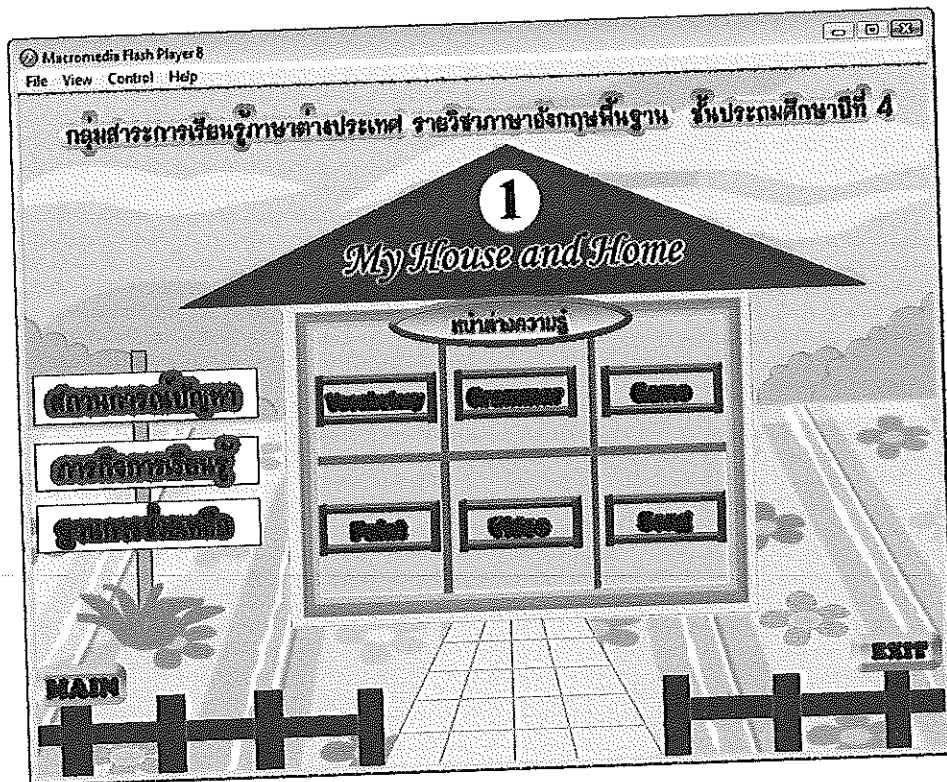 Macromedia Flash Player 8
File View Control Help
กลุ่มสาระการเรียนรู้ภาษาต่างประเทศ รายวิชาภาษาอังกฤษพื้นฐาน ชั้นประถมศึกษาปีที่ 4
1
My House and Home
หน้าต่างความรู้
สถานการณ์ปัญหา
Vocabulary Grammar Game
ภารกิจการเรียนรู้
ฐานการช่วยเหลือ
Paint Video Song
EXIT
MAIN